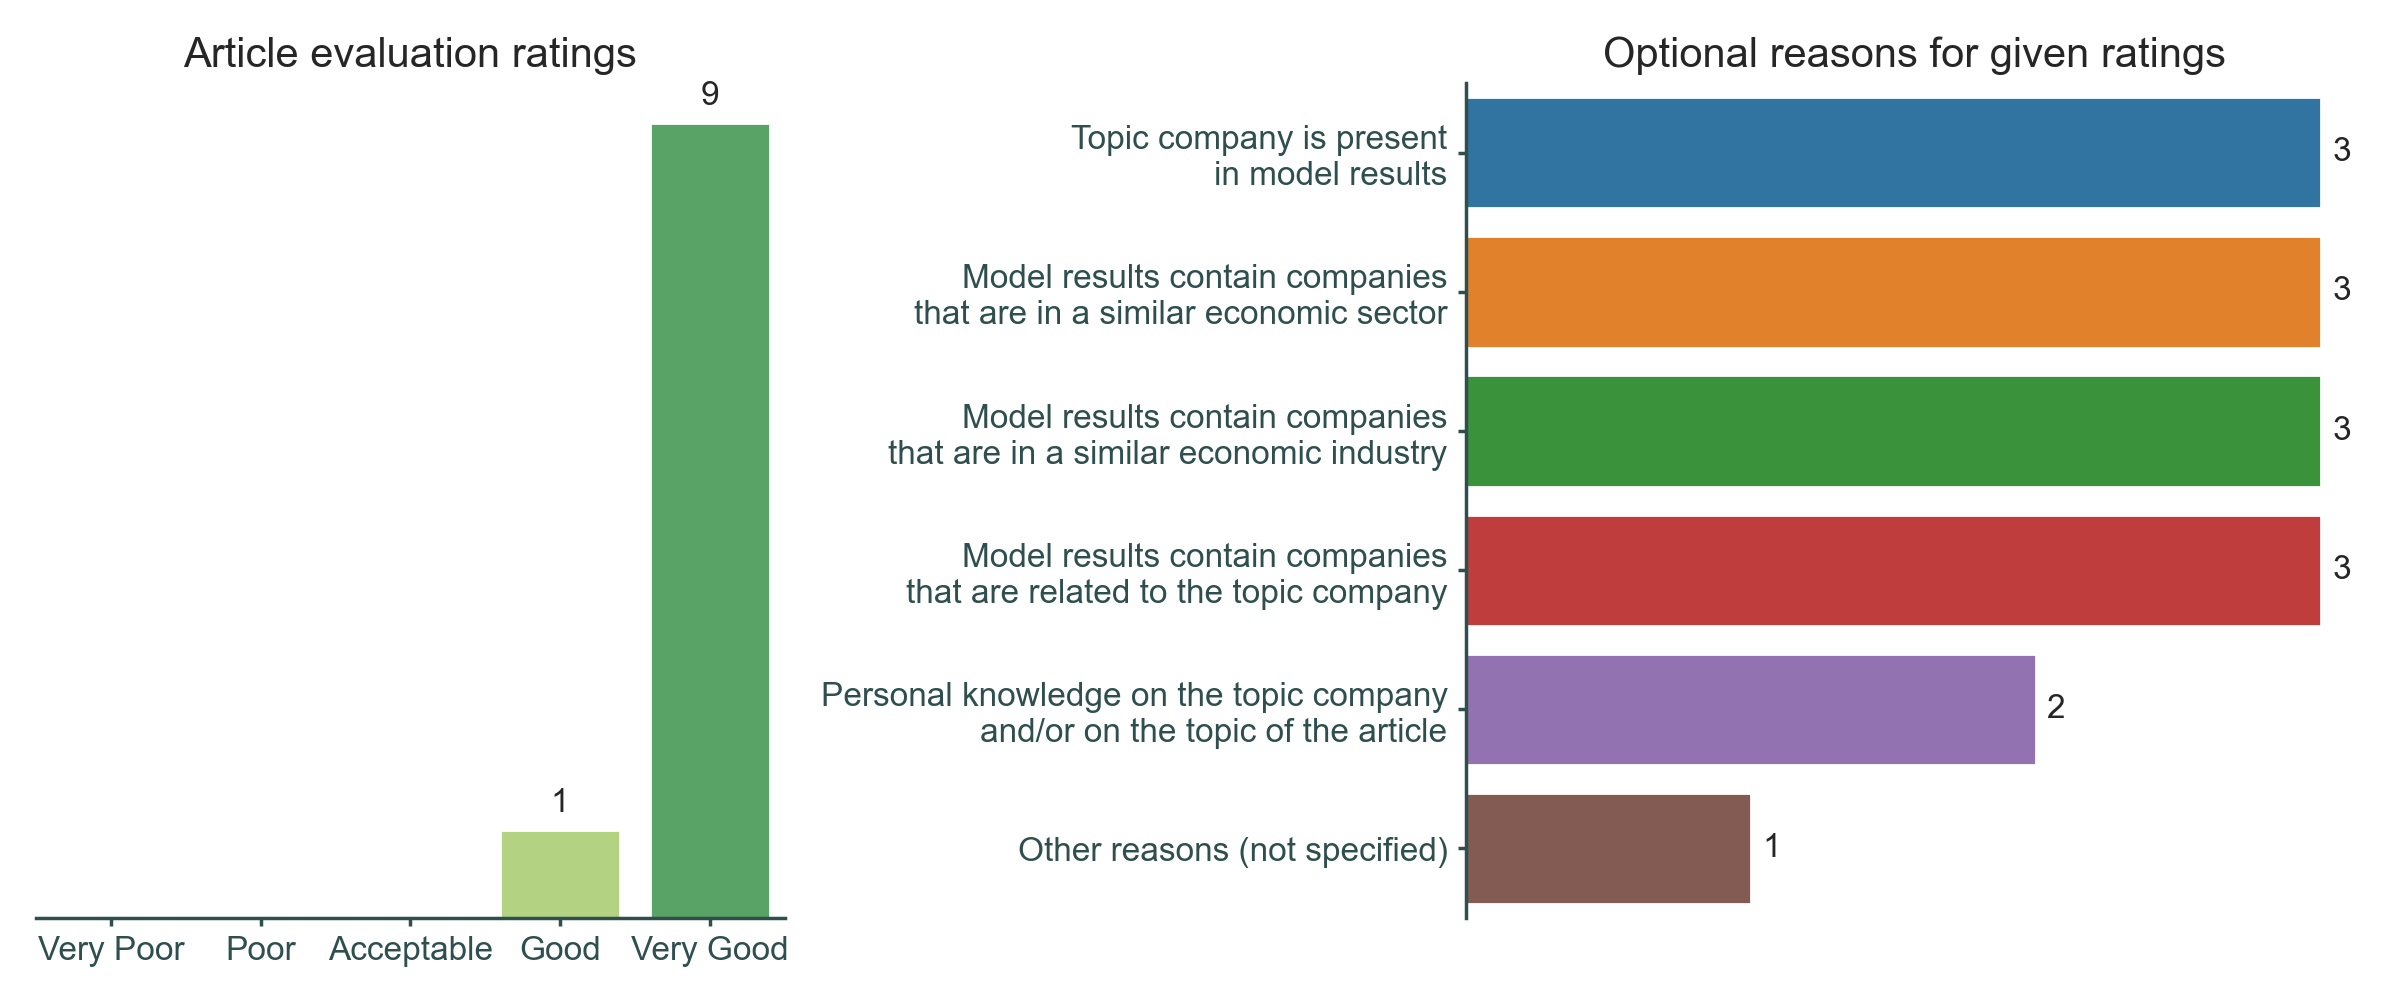 Article evaluation ratings
9
1
Very Poor
Poor
Acceptable
Good
Very Good
Optional reasons for given ratings
Topic company is present
in model results
3
Model results contain companies
that are in a similar economic sector
3
Model results contain companies
that are in a similar economic industry
3
Model results contain companies
that are related to the topic company
3
Personal knowledge on the topic company
and/or on the topic of the article
2
Other reasons (not specified)
1